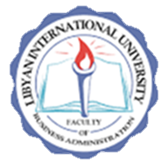 LIBYAN INTERNATIONAL UNIVERSITY
FACULTY
OF
BUSINESS ADMINISTRATION